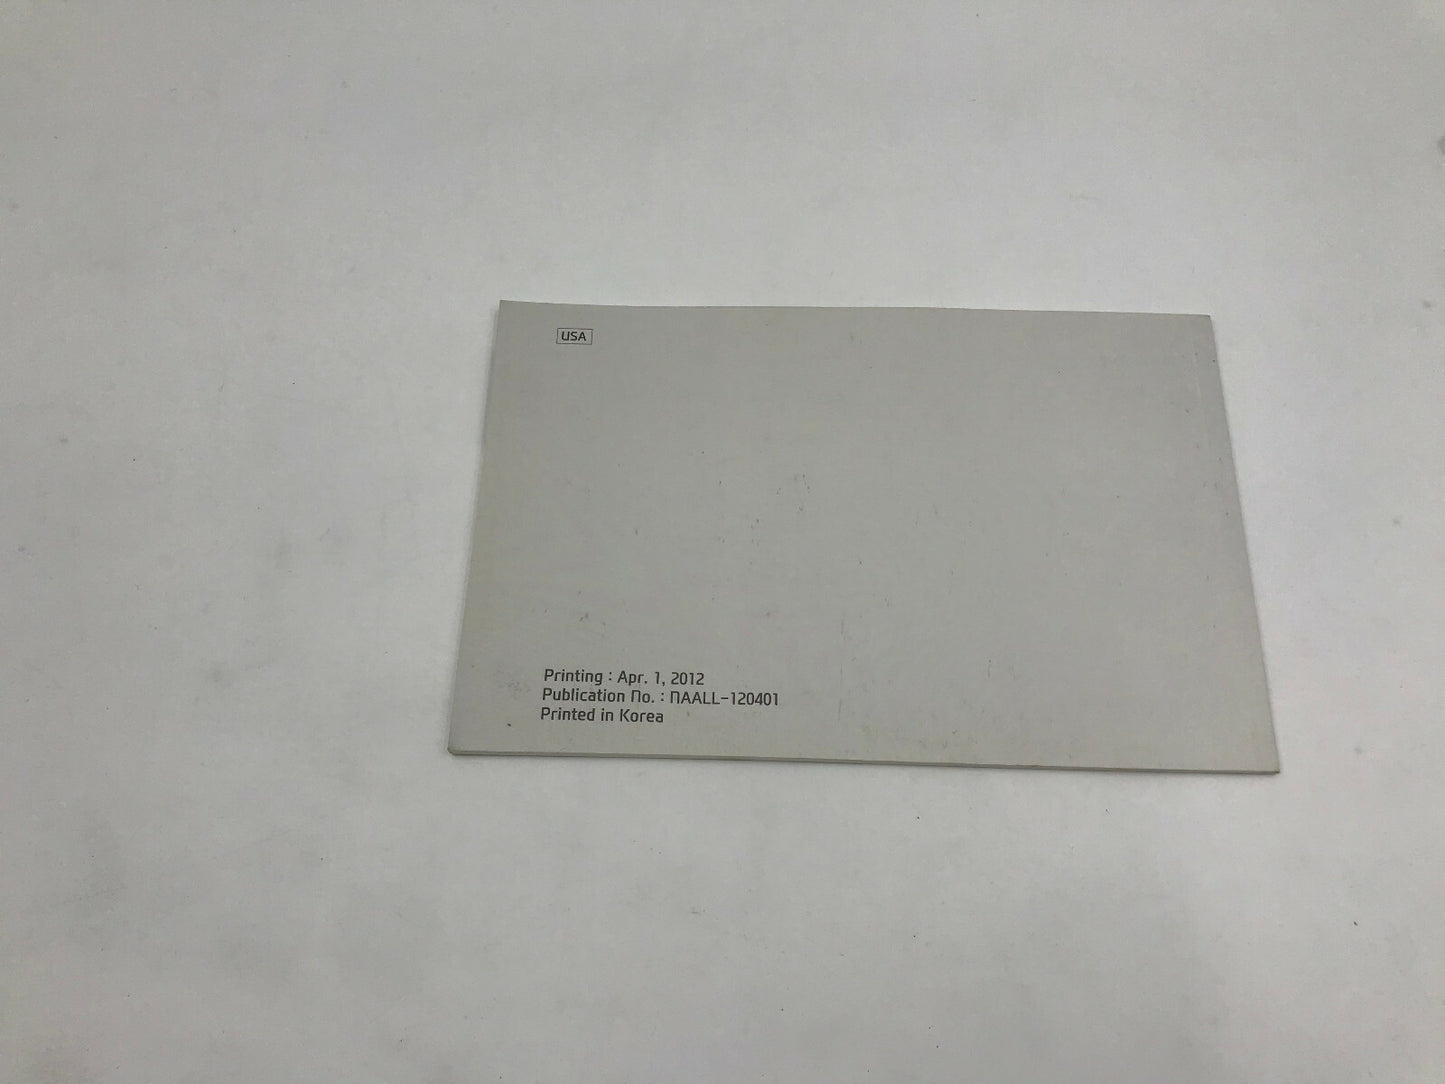 USA
Printing : Apr. 1, 2012
Publication No. : NAALL-120401
Printed in Korea